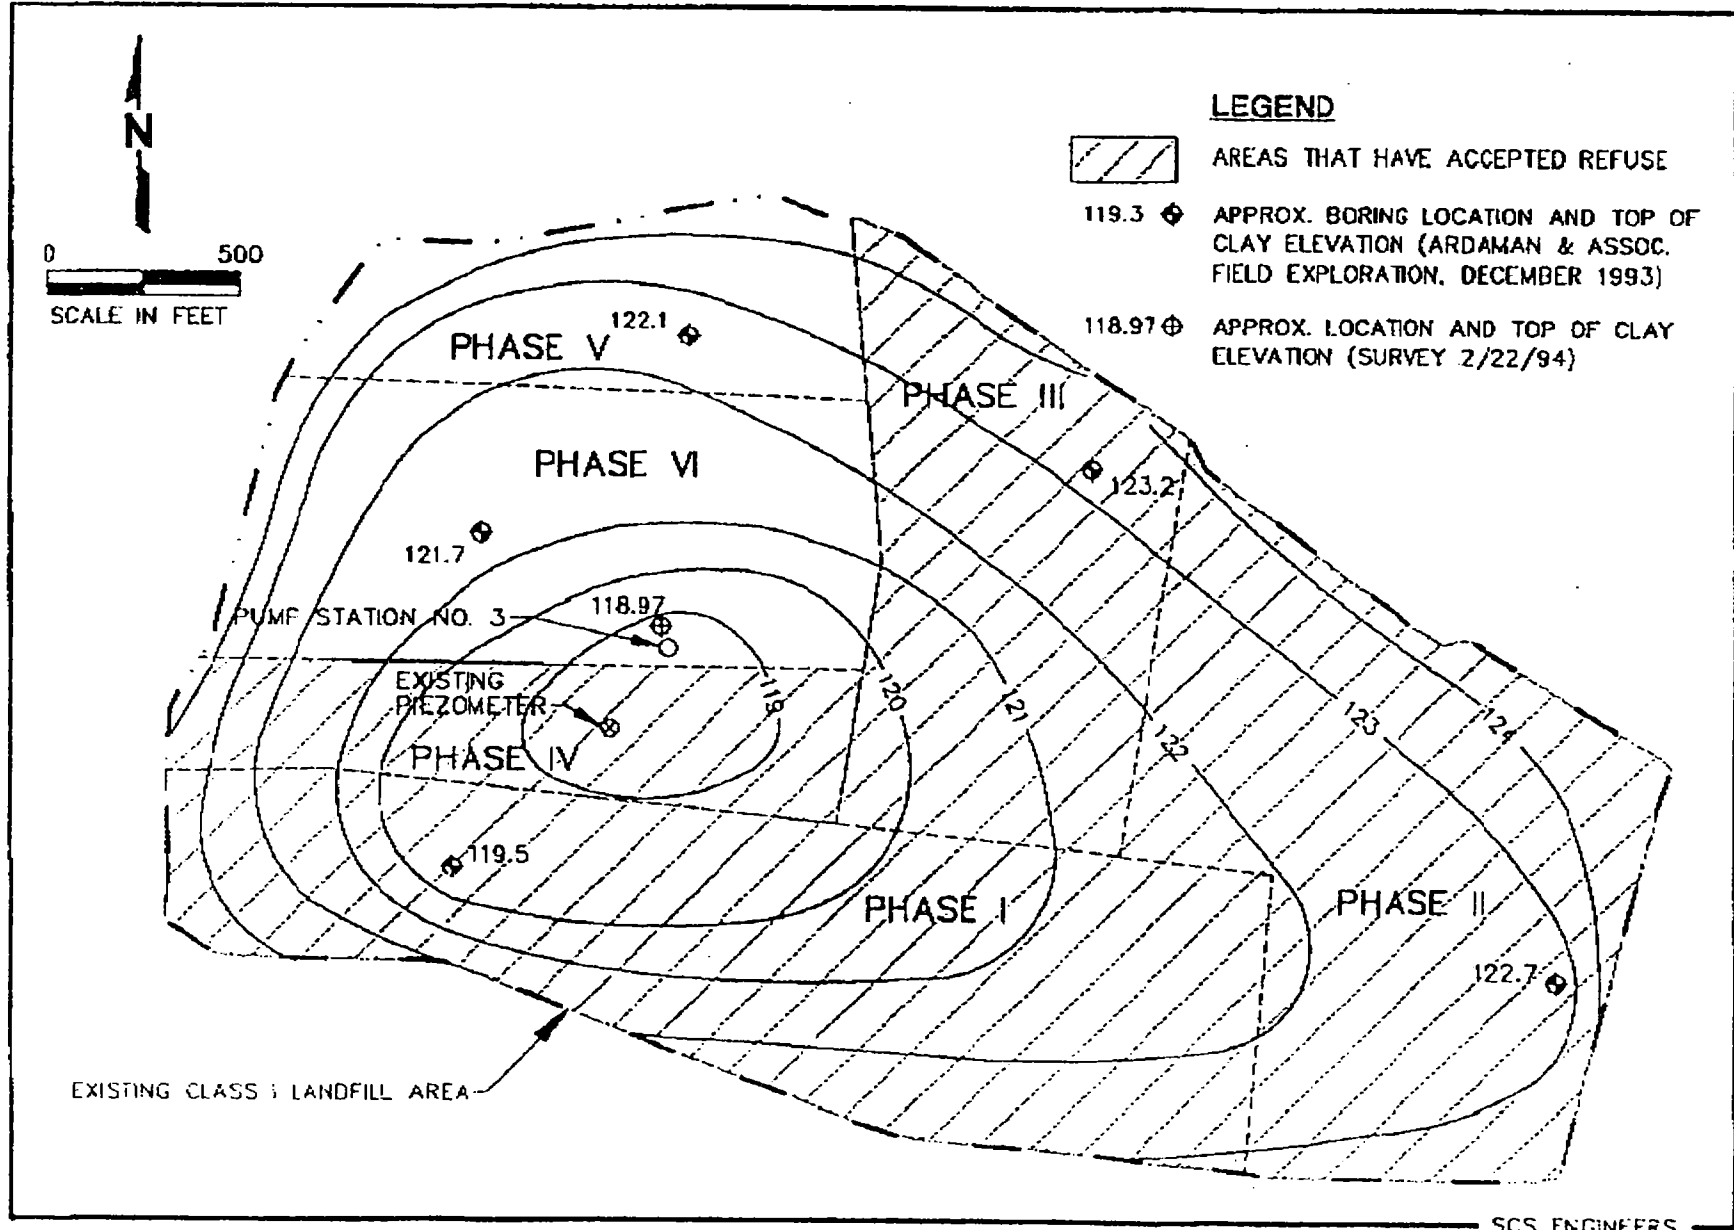 N
0 500
SCALE IN FEET
LEGEND
AREAS THAT HAVE ACCEPTED REFUSE
119.3 APPROX. BORING LOCATION AND TOP OF
CLAY ELEVATION (ARDAMAN & ASSOC.
FIELD EXPLORATION, DECEMBER 1993)
118.97 APPROX. LOCATION AND TOP OF CLAY
ELEVATION (SURVEY 2/22/94)
122.1
PHASE V
PHASE III
PHASE VI
123.2
121.7
118.97
PUMP STATION NO. 3
EXISTING
PIEZOMETER
119
120
121
122
123
124
PHASE IV
119.5
PHASE I
PHASE II
122.7
EXISTING CLASS I LANDFILL AREA
SCS ENGINEERS